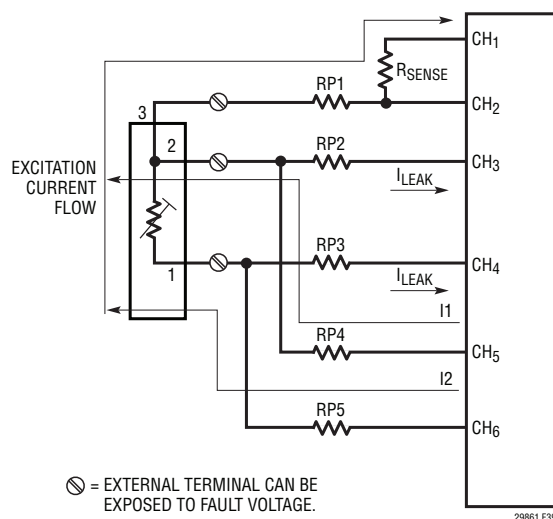 CH1
RSENSE
RP1
CH2
3
2
RP2
CH3
EXCITATION
CURRENT
FLOW
ILEAK
RP3
1
CH4
ILEAK
I1
RP4
CH5
I2
RP5
CH6
= EXTERNAL TERMINAL CAN BE
EXPOSED TO FAULT VOLTAGE.